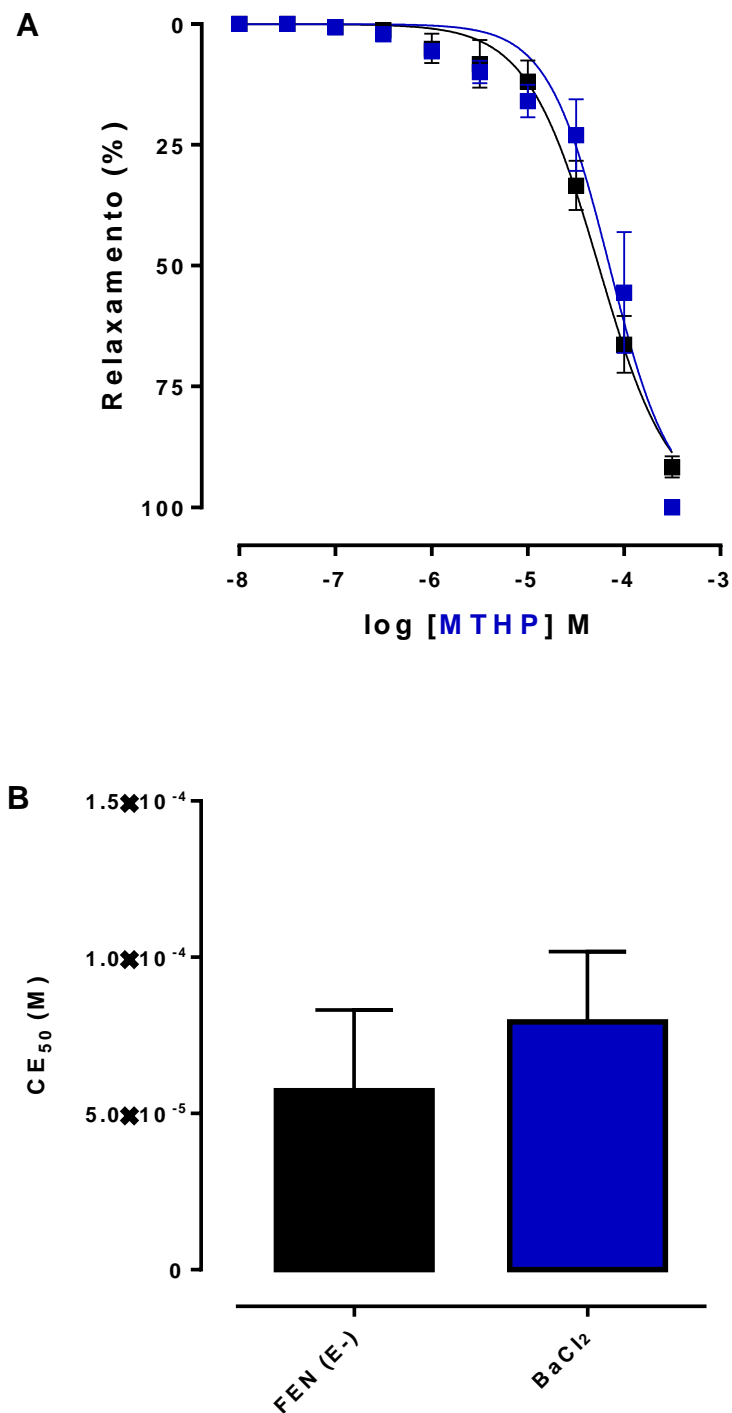 A
0
25
50
75
100
Relaxamento (%)
-8 -7 -6 -5 -4 -3
log [MTHP] M
B
1.5✖10 -4
1.0✖10 -4
5.0✖10 -5
0
CE50 (M)
FEN (E-)
BaCl2